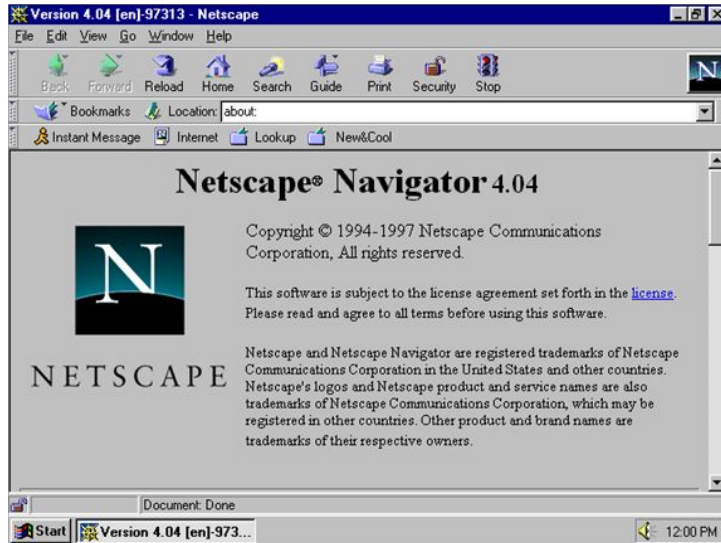 Version 4.04 [en]-97313 - Netscape
File Edit View Go Window Help
Back Forward Reload Home Search Guide Print Security Stop
N
Bookmarks Location: about:
Instant Message Internet Lookup New&Cool
Netscape® Navigator 4.04
N
NETSCAPE
Copyright © 1994-1997 Netscape Communications
Corporation, All rights reserved.
This software is subject to the license agreement set forth in the license.
Please read and agree to all terms before using this software.
Netscape and Netscape Navigator are registered trademarks of Netscape
Communications Corporation in the United States and other countries.
Netscape's logos and Netscape product and service names are also
trademarks of Netscape Communications Corporation, which may be
registered in other countries. Other product and brand names are
trademarks of their respective owners.
Document: Done
Start Version 4.04 [en]-973... 12:00 PM